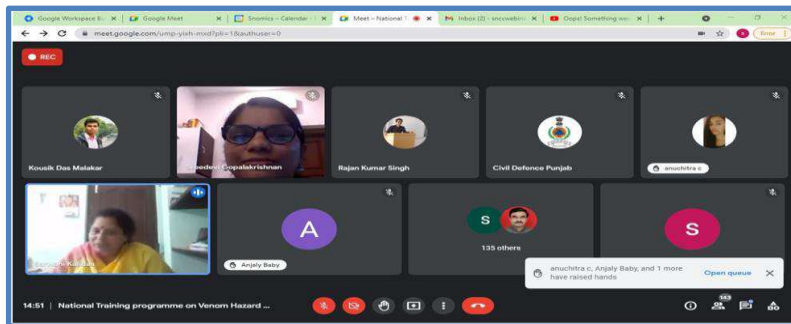 Google Workspace Bu
Google Meet
Snomics - Calendar -
Meet – National T
Inbox (2) - snccwebin
Oops! Something wen
meet.google.com/ump-yixh-mxd?pli=1&authuser=0
Error
REC
Kousik Das Malakar
Gopalakrishnan
Rajan Kumar Singh
Civil Defence Punjab
anuchitra c
A
Anjaly Baby
S
135 others
S
anuchitra c, Anjaly Baby, and 1 more
have raised hands
Open queue
14:51 | National Training programme on Venom Hazard ...
143